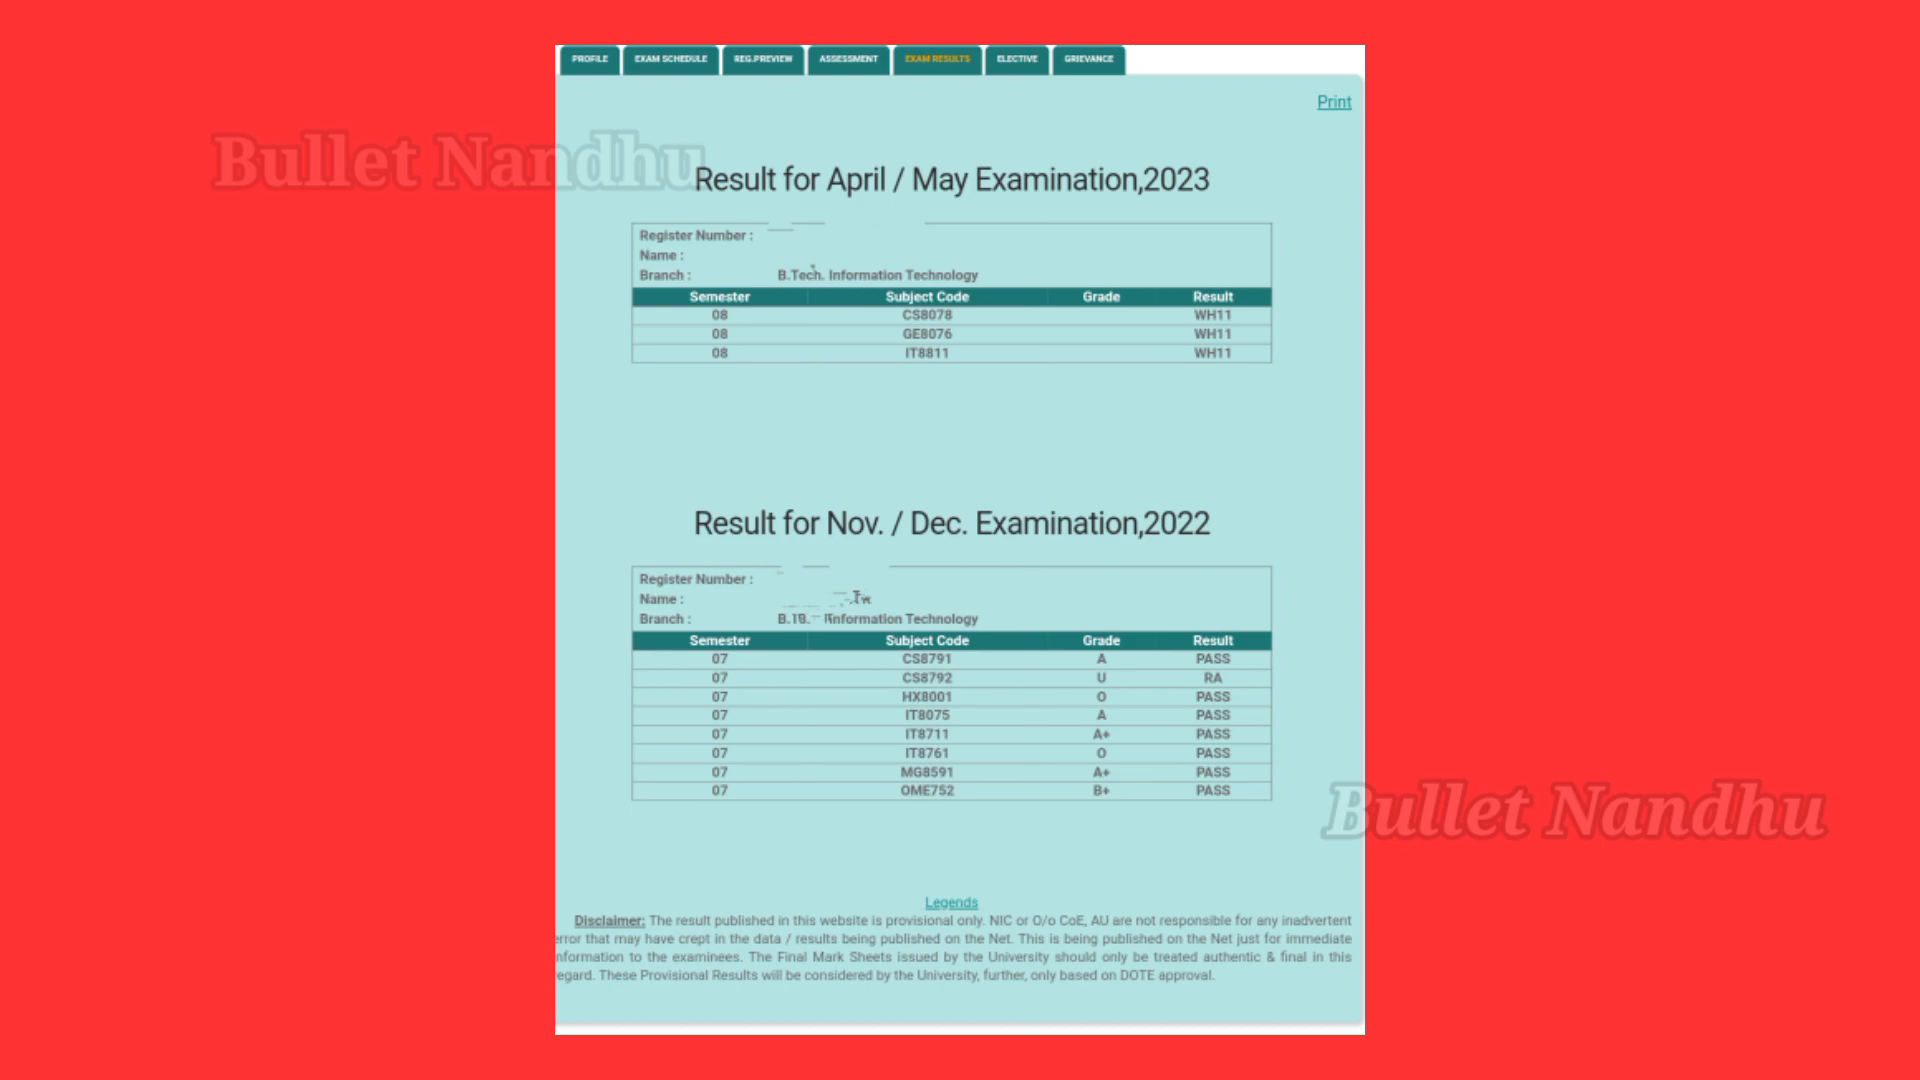 PROFILE EXAM SCHEDULE REG.PREVIEW ASSESSMENT EXAM RESULTS ELECTIVE GRIEVANCE
Print
Bullet Nandhu
Result for April / May Examination,2023
Register Number :
Name :
Branch : B.Tech. Information Technology
Semester Subject Code Grade Result
08 CS8078 WH11
08 GE8076 WH11
08 IT8811 WH11
Result for Nov. / Dec. Examination,2022
Register Number :
Name :
Branch : Information Technology
Semester Subject Code Grade Result
07 CS8791 A PASS
07 CS8792 U RA
07 HX8001 O PASS
07 IT8075 A PASS
07 IT8711 A+ PASS
07 IT8761 O PASS
07 MG8591 A+ PASS
07 OME752 B+ PASS
Bullet Nandhu
Legends
Disclaimer: The result published in this website is provisional only. NIC or O/o CoE, AU are not responsible for any inadvertent
error that may have crept in the data / results being published on the Net. This is being published on the Net just for immediate
nformation to the examinees. The Final Mark Sheets issued by the University should only be treated authentic & final in this
egard. These Provisional Results will be considered by the University, further, only based on DOTE approval.